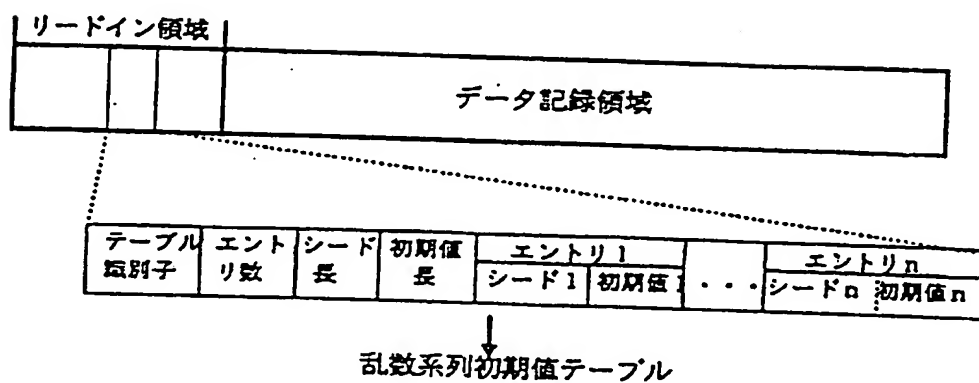 リードイン領域
データ記録領域
テーブル
識別子
エント
リ数
シード
長
初期値
長
エントリ1
シード1
初期値1
・・・
エントリn
シードn
初期値n
乱数系列初期値テーブル